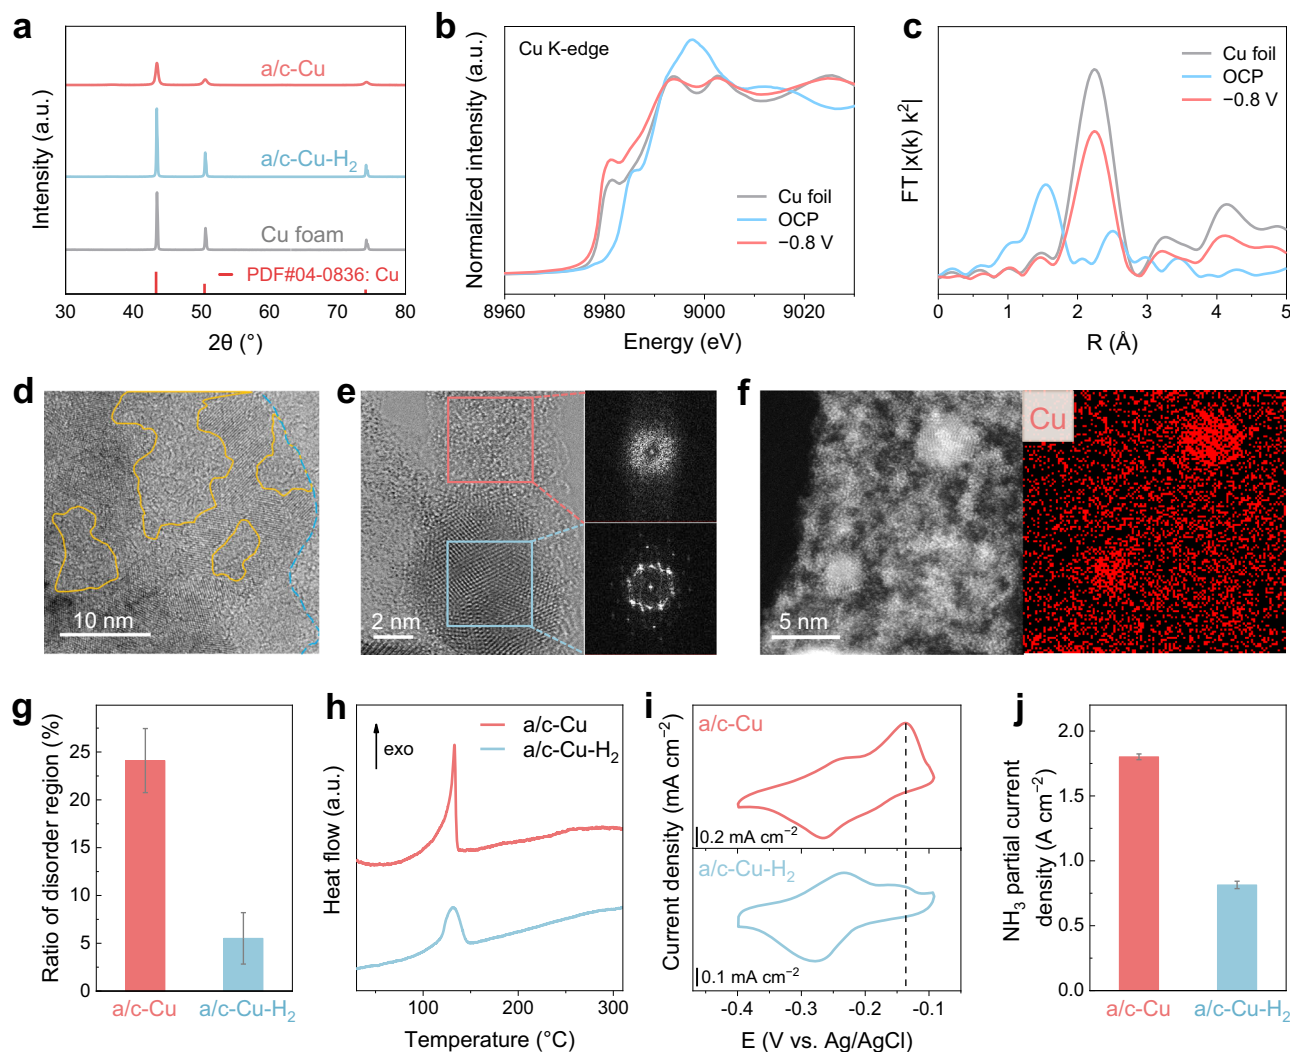 a
Intensity (a.u.)
a/c-Cu
a/c-Cu-H₂
Cu foam
PDF#04-0836: Cu
30 40 50 60 70 80
2θ (°)
b
Normalized intensity (a.u.)
Cu K-edge
Cu foil
OCP
−0.8 V
8960 8980 9000 9020
Energy (eV)
c
FT|x(k) k²|
Cu foil
OCP
−0.8 V
0 1 2 3 4 5
R (Å)
d
10 nm
e
2 nm
f
5 nm
Cu
g
Ratio of disorder region (%)
25
20
15
10
5
0
a/c-Cu a/c-Cu-H₂
h
Heat flow (a.u.)
exo
a/c-Cu
a/c-Cu-H₂
100 200 300
Temperature (°C)
i
Current density (mA cm⁻²)
a/c-Cu
0.2 mA cm⁻²
a/c-Cu-H₂
0.1 mA cm⁻²
-0.4 -0.3 -0.2 -0.1
E (V vs. Ag/AgCl)
j
NH₃ partial current
density (A cm⁻²)
2.0
1.5
1.0
0.5
0.0
a/c-Cu a/c-Cu-H₂